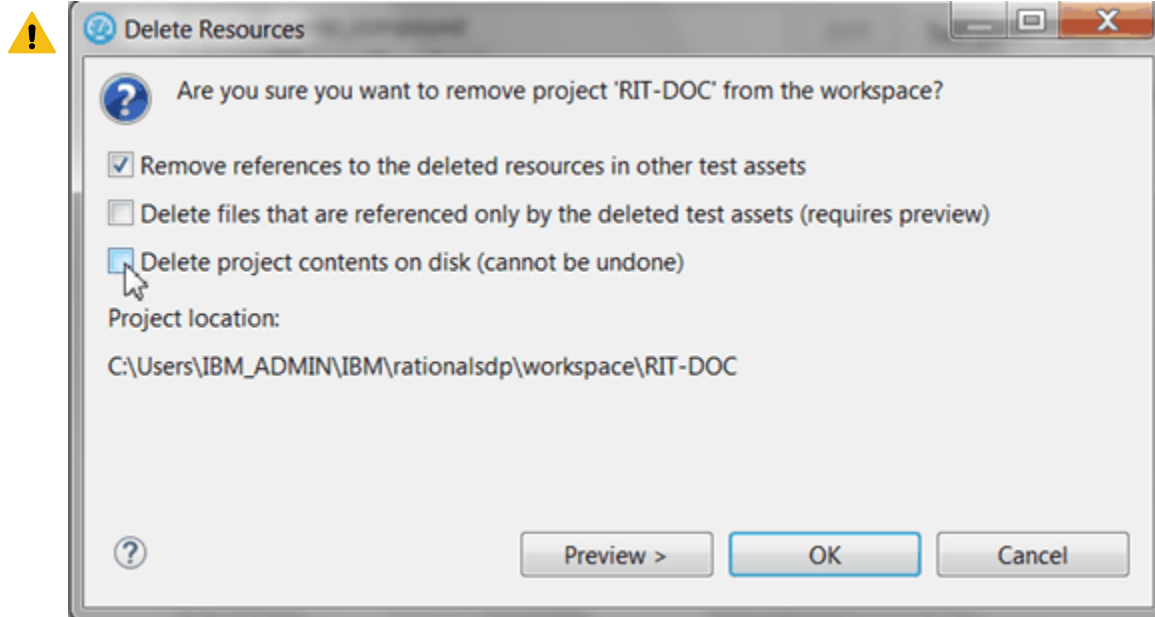 Delete Resources
Are you sure you want to remove project 'RIT-DOC' from the workspace?
Remove references to the deleted resources in other test assets
Delete files that are referenced only by the deleted test assets (requires preview)
Delete project contents on disk (cannot be undone)
Project location:
C:\Users\IBM_ADMIN\IBM\rationalsdp\workspace\RIT-DOC
Preview > OK Cancel